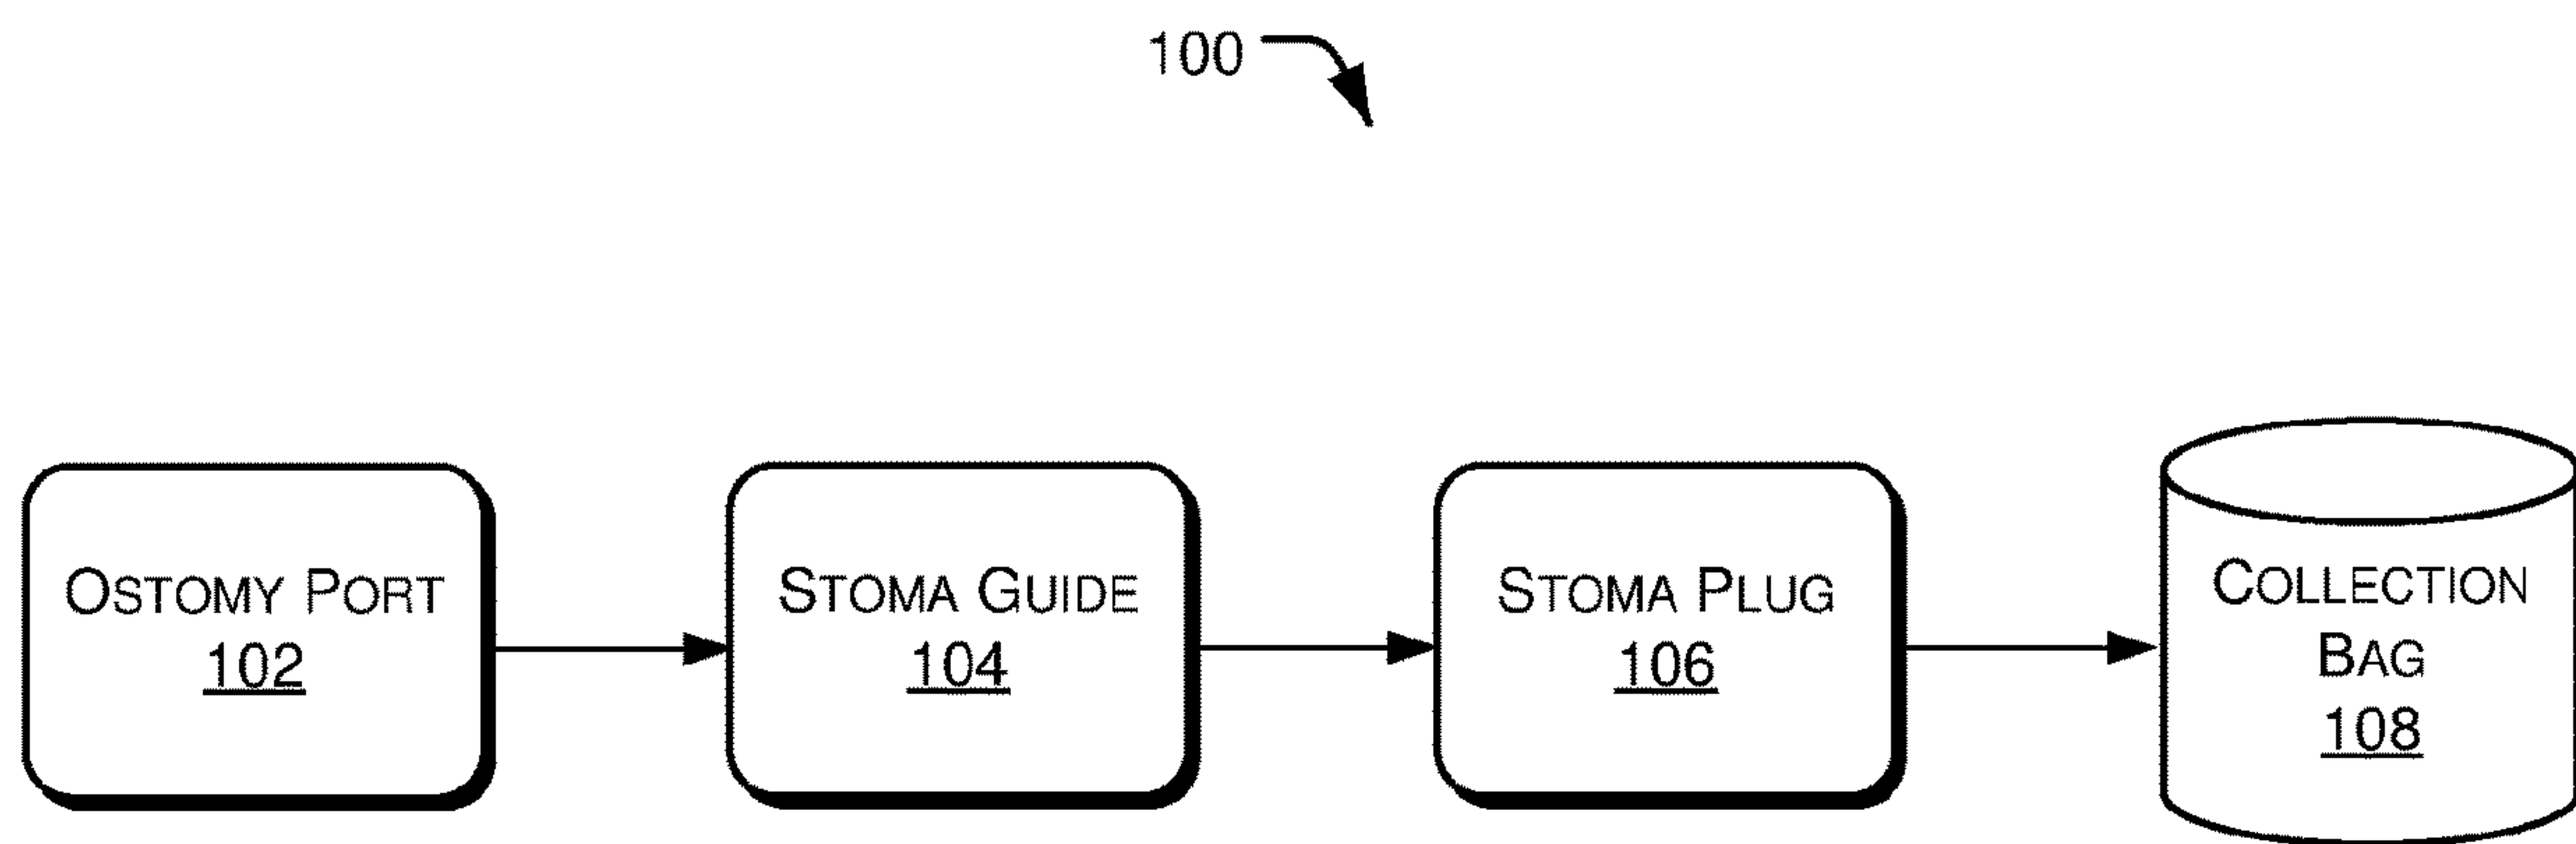 100
OSTOMY PORT
102
STOMA GUIDE
104
STOMA PLUG
106
COLLECTION
BAG
108